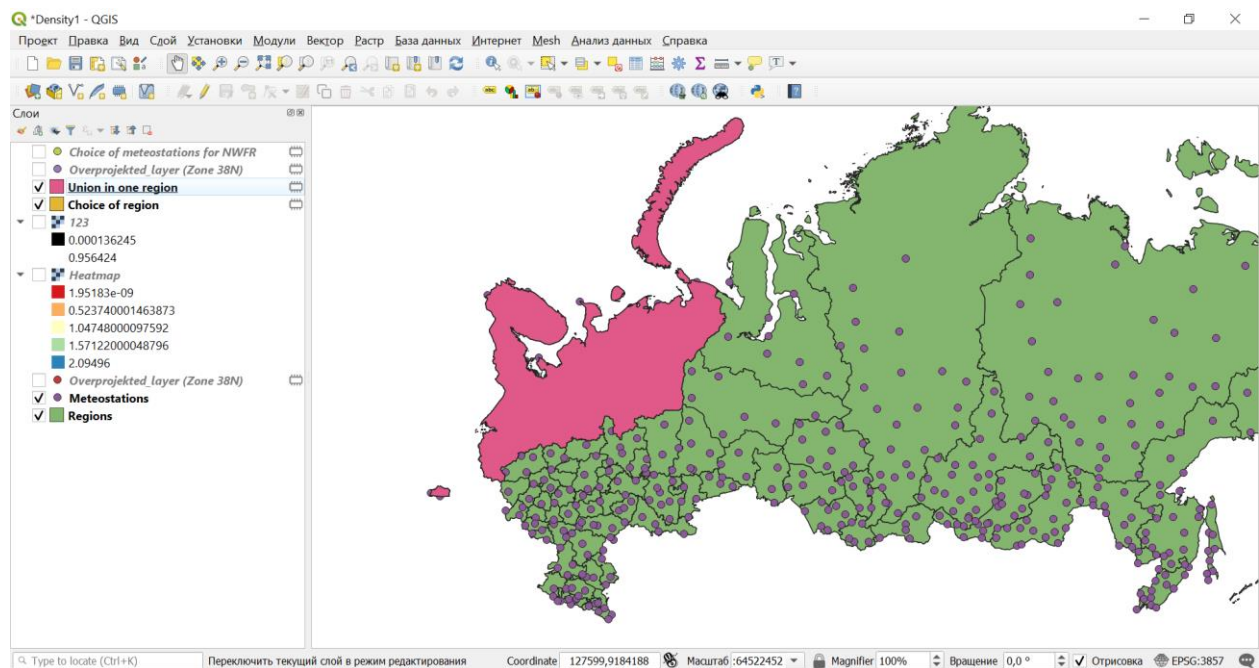 *Density1 - QGIS
Проект Правка Вид Слой Установки Модули Вектор Растр База данных Интернет Mesh Анализ данных Справка
Слои
Choice of meteostations for NWFR
Overprojekted_layer (Zone 38N)
Union in one region
Choice of region
123
0.000136245
0.956424
Heatmap
1.95183e-09
0.523740001463873
1.04748000097592
1.57122000048796
2.09496
Overprojekted_layer (Zone 38N)
Meteostations
Regions
Type to locate (Ctrl+K) Переключить текущий слой в режим редактирования Coordinate 127599,9184188 Масштаб :64522452 Magnifier 100% Вращение 0,0 ° Отрисовка EPSG:3857